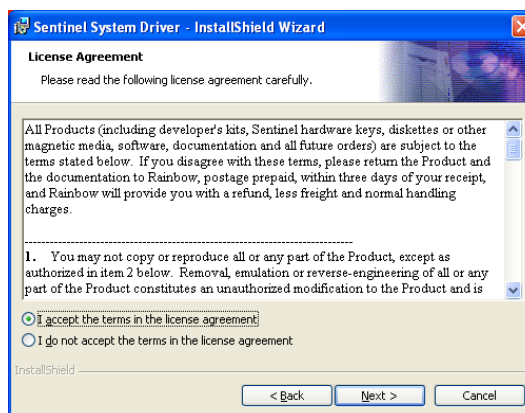 Sentinel System Driver - InstallShield Wizard
License Agreement
Please read the following license agreement carefully.
All Products (including developer's kits, Sentinel hardware keys, diskettes or other
magnetic media, software, documentation and all future orders) are subject to the
terms stated below. If you disagree with these terms, please return the Product and
the documentation to Rainbow, postage prepaid, within three days of your receipt,
and Rainbow will provide you with a refund, less freight and normal handling
charges.
1. You may not copy or reproduce all or any part of the Product, except as
authorized in item 2 below. Removal, emulation or reverse-engineering of all or any
part of the Product constitutes an unauthorized modification to the Product and is
I accept the terms in the license agreement
I do not accept the terms in the license agreement
InstallShield
< Back Next > Cancel